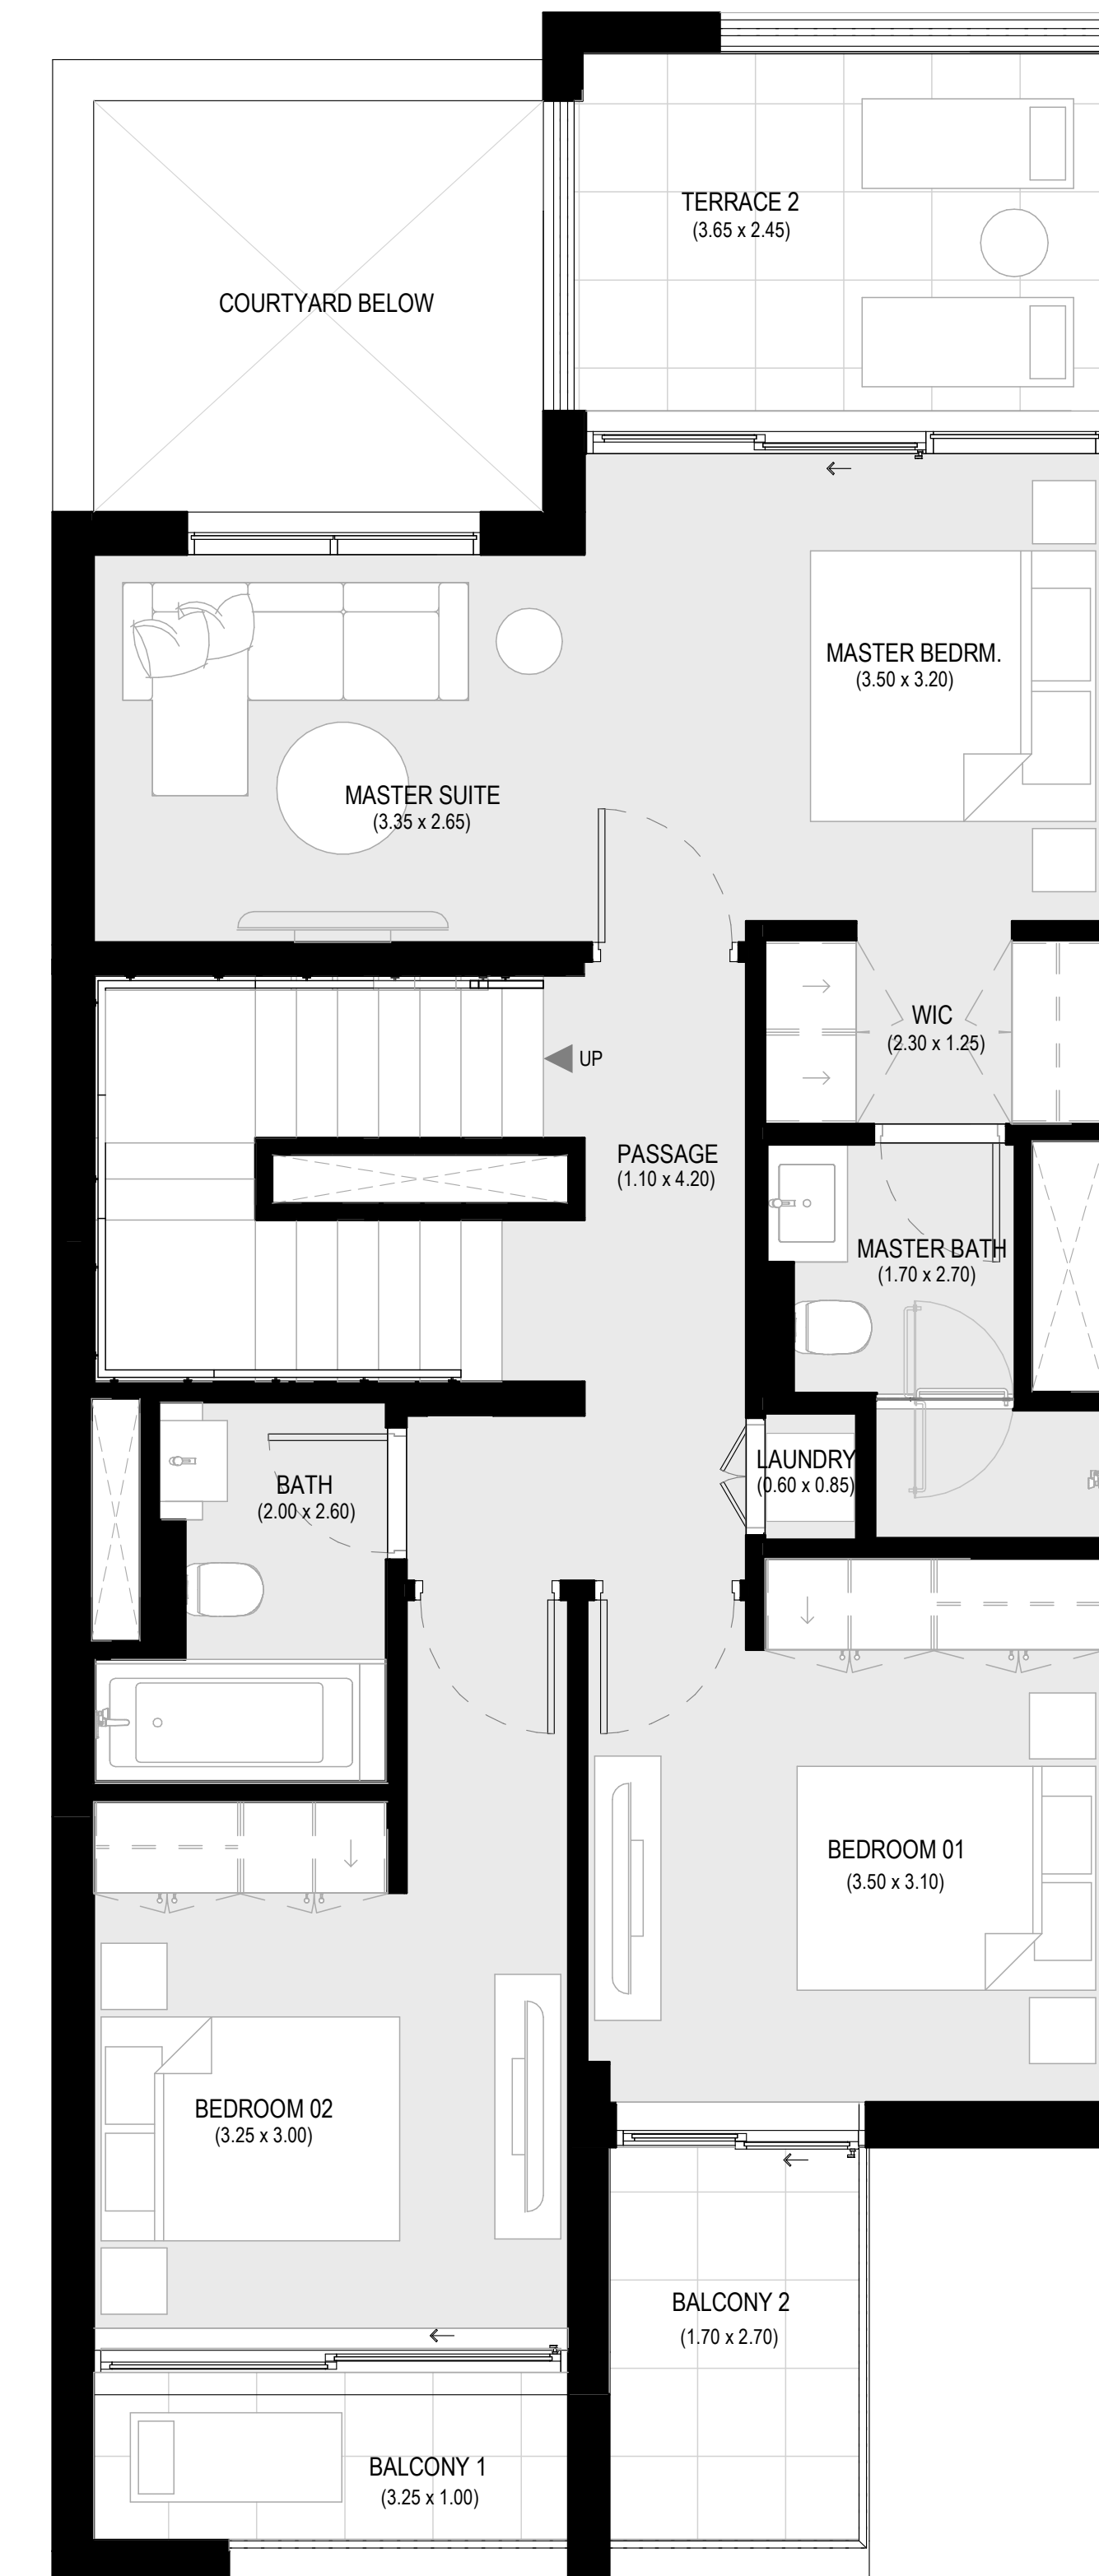 TERRACE 2
(3.65 x 2.45)
COURTYARD BELOW
MASTER BEDRM.
(3.50 x 3.20)
MASTER SUITE
(3.35 x 2.65)
WIC
(2.30 x 1.25)
UP
PASSAGE
(1.10 x 4.20)
MASTER BATH
(1.70 x 2.70)
LAUNDRY
(0.60 x 0.85)
BATH
(2.00 x 2.60)
BEDROOM 01
(3.50 x 3.10)
BEDROOM 02
(3.25 x 3.00)
BALCONY 2
(1.70 x 2.70)
BALCONY 1
(3.25 x 1.00)